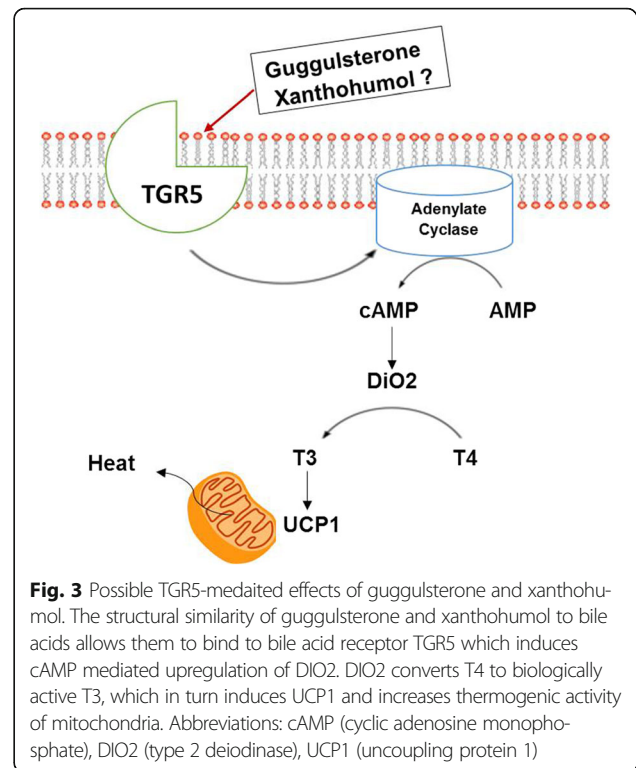 Guggulsterone
Xanthohumol ?
TGR5
Adenylate
Cyclase
cAMP
AMP
DiO2
Heat
T3
T4
UCP1
Fig. 3 Possible TGR5-medaited effects of guggulsterone and xanthohu-
mol. The structural similarity of guggulsterone and xanthohumol to bile
acids allows them to bind to bile acid receptor TGR5 which induces
cAMP mediated upregulation of DIO2. DIO2 converts T4 to biologically
active T3, which in turn induces UCP1 and increases thermogenic activity
of mitochondria. Abbreviations: cAMP (cyclic adenosine monopho-
sphate), DIO2 (type 2 deiodinase), UCP1 (uncoupling protein 1)